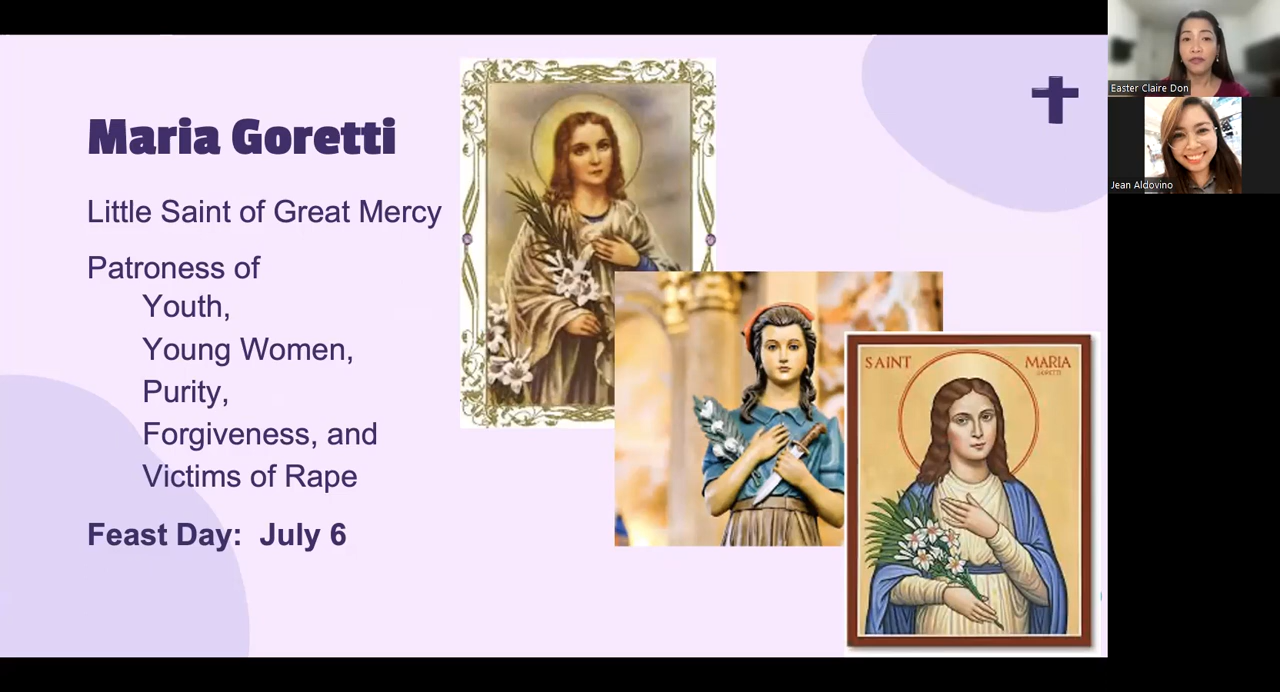 Maria Goretti
Little Saint of Great Mercy
Patroness of
Youth,
Young Women,
Purity,
Forgiveness, and
Victims of Rape
Feast Day: July 6
SAINT MARIA
GORETTI
Easter Claire Don
Jean Aldovino